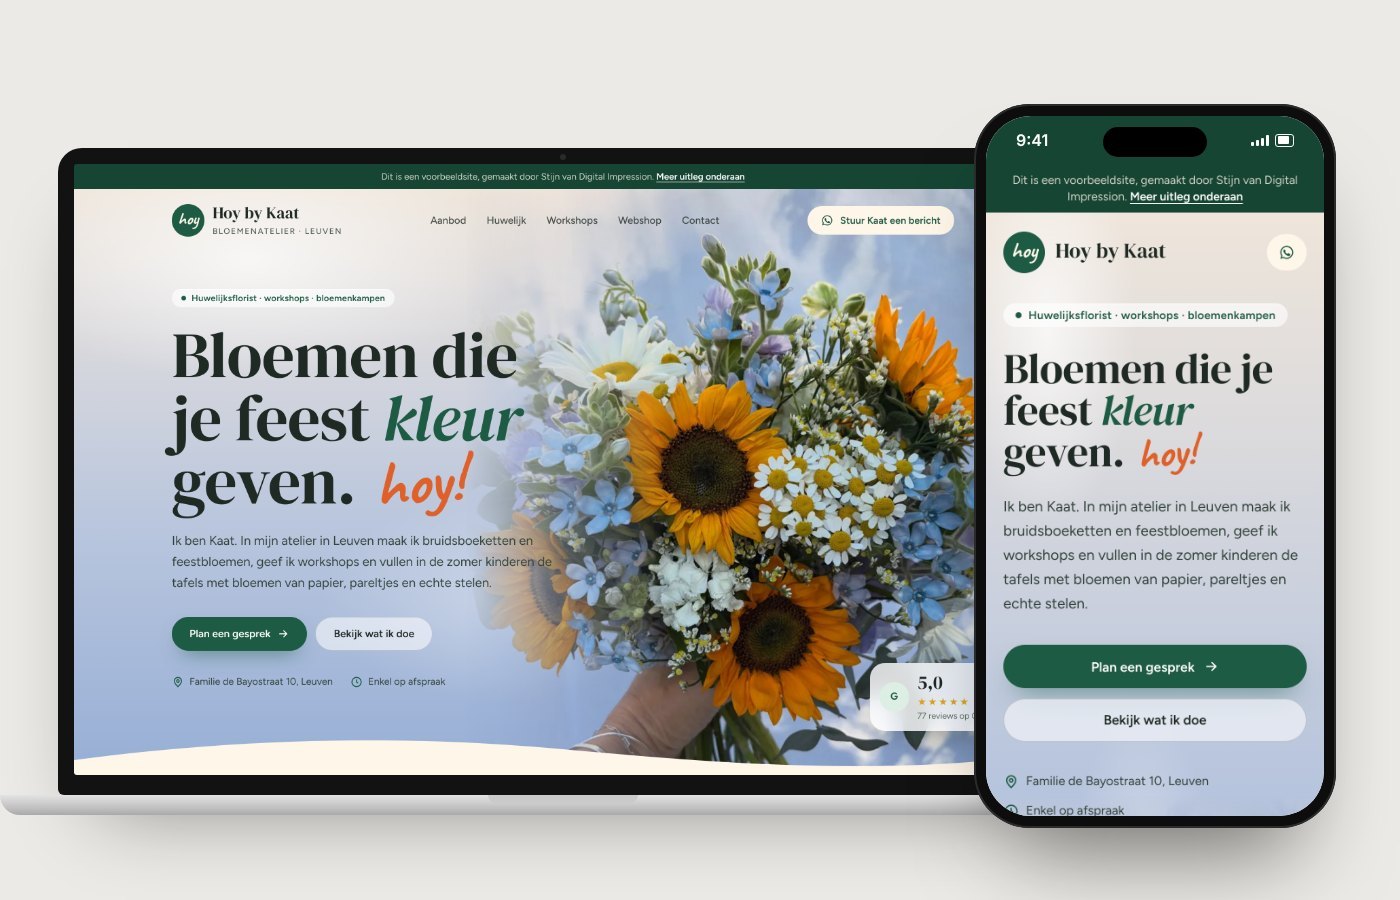 Dit is een voorbeeldsite, gemaakt door Stijn van Digital Impression. Meer uitleg onderaan
hoy
Hoy by Kaat
BLOEMENATELIER · LEUVEN
Aanbod
Huwelijk
Workshops
Webshop
Contact
Stuur Kaat een bericht
Huwelijksflorist · workshops · bloemenkampen
Bloemen die
je feest kleur
geven. hoy!
Ik ben Kaat. In mijn atelier in Leuven maak ik bruidsboeketten en
feestbloemen, geef ik workshops en vullen in de zomer kinderen de
tafels met bloemen van papier, pareltjes en echte stelen.
Plan een gesprek →
Bekijk wat ik doe
Familie de Bayostraat 10, Leuven
Enkel op afspraak
G
5,0
★★★★★
77 reviews op
9:41
Dit is een voorbeeldsite, gemaakt door Stijn van Digital
Impression. Meer uitleg onderaan
hoy
Hoy by Kaat
Huwelijksflorist · workshops · bloemenkampen
Bloemen die je
feest kleur
geven. hoy!
Ik ben Kaat. In mijn atelier in Leuven maak ik
bruidsboeketten en feestbloemen, geef ik
workshops en vullen in de zomer kinderen de
tafels met bloemen van papier, pareltjes en
echte stelen.
Plan een gesprek →
Bekijk wat ik doe
Familie de Bayostraat 10, Leuven
Enkel op afspraak